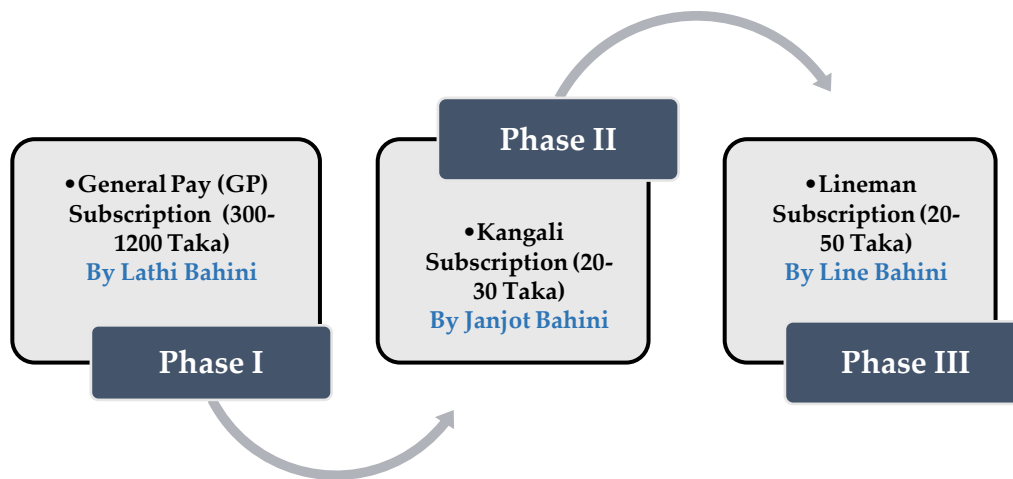 •General Pay (GP)
Subscription (300-
1200 Taka)
By Lathi Bahini
Phase I
Phase II
•Kangali
Subscription (20-
30 Taka)
By Janjot Bahini
•Lineman
Subscription (20-
50 Taka)
By Line Bahini
Phase III